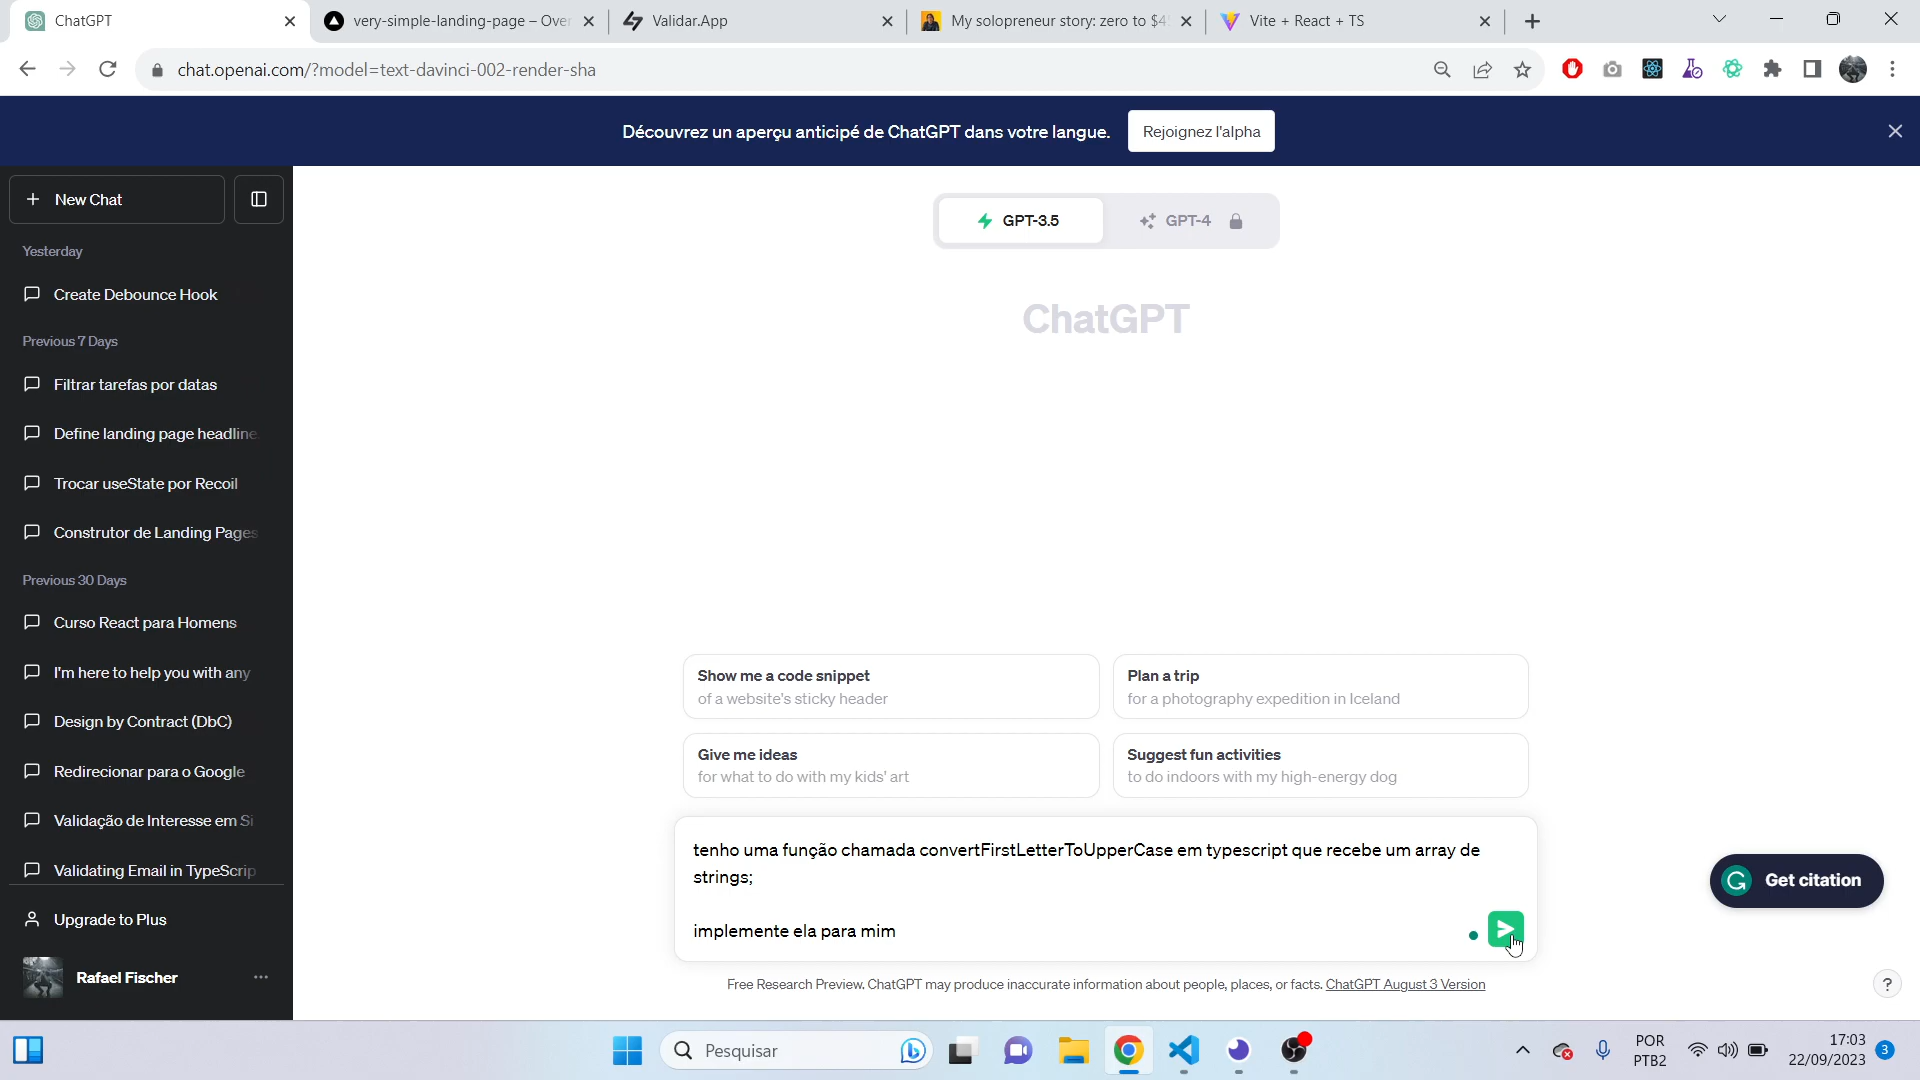 ChatGPT
very-simple-landing-page – Over
Validar.App
My solopreneur story: zero to $4
Vite + React + TS
chat.openai.com/?model=text-davinci-002-render-sha
Découvrez un aperçu anticipé de ChatGPT dans votre langue.
Rejoignez l'alpha
New Chat
Yesterday
Create Debounce Hook
Previous 7 Days
Filtrar tarefas por datas
Define landing page headline
Trocar useState por Recoil
Construtor de Landing Pages
Previous 30 Days
Curso React para Homens
I'm here to help you with any
Design by Contract (DbC)
Redirecionar para o Google
Validação de Interesse em Si
Validating Email in TypeScrip
Upgrade to Plus
Rafael Fischer
GPT-3.5
GPT-4
ChatGPT
Show me a code snippet
of a website's sticky header
Plan a trip
for a photography expedition in Iceland
Give me ideas
for what to do with my kids' art
Suggest fun activities
to do indoors with my high-energy dog
tenho uma função chamada convertFirstLetterToUpperCase em typescript que recebe um array de
strings;
implemente ela para mim
Get citation
Free Research Preview. ChatGPT may produce inaccurate information about people, places, or facts. ChatGPT August 3 Version
?
Pesquisar
POR
PTB2
17:03
22/09/2023
3